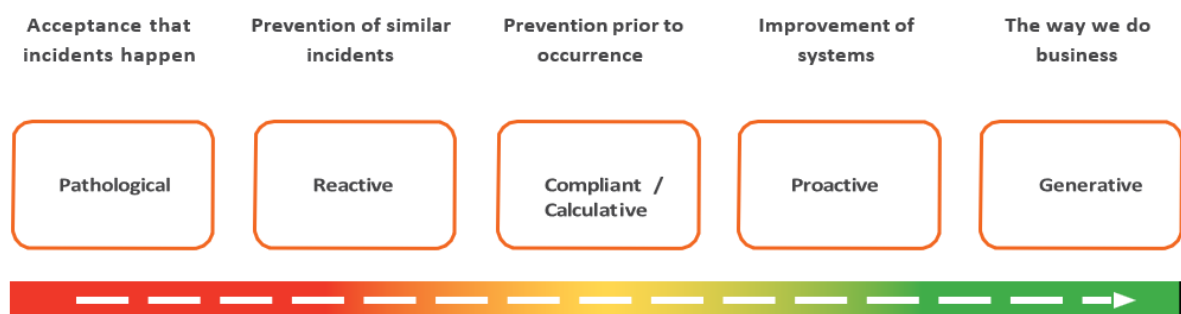 Acceptance that
incidents happen
Prevention of similar
incidents
Prevention prior to
occurrence
Improvement of
systems
The way we do
business
Pathological
Reactive
Compliant /
Calculative
Proactive
Generative